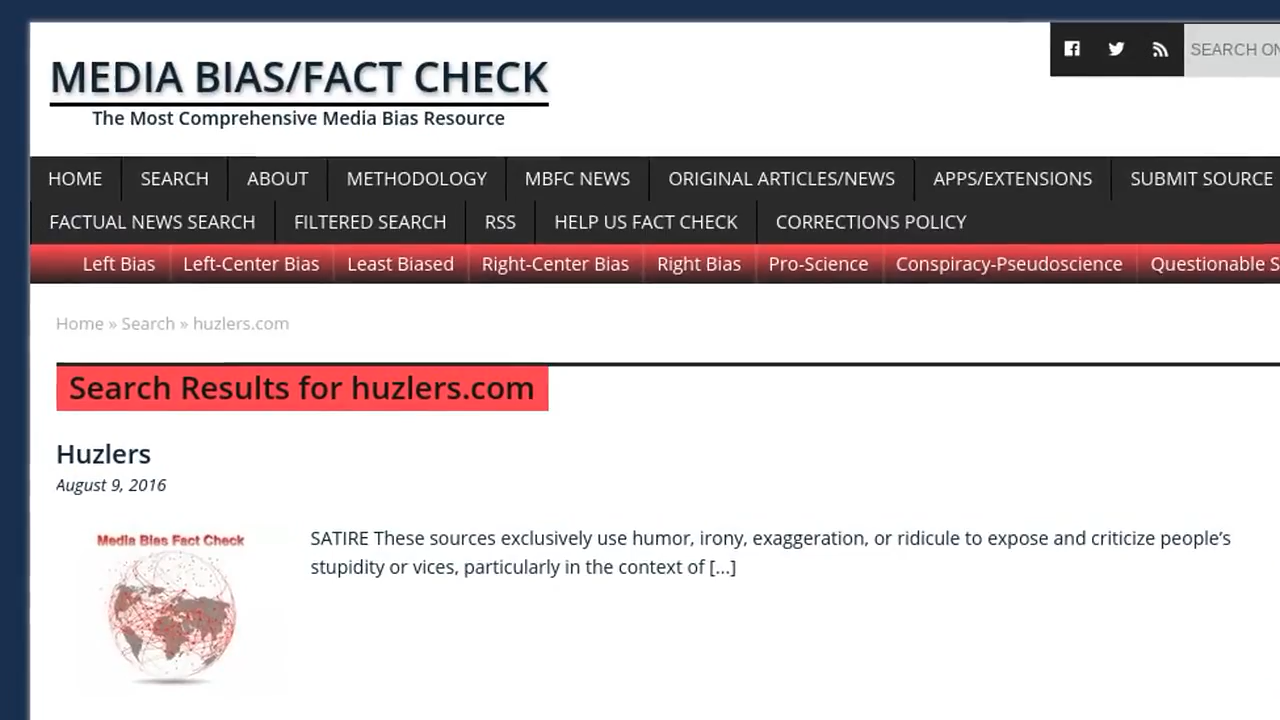 MEDIA BIAS/FACT CHECK
The Most Comprehensive Media Bias Resource
SEARCH ON
HOME SEARCH ABOUT METHODOLOGY MBFC NEWS ORIGINAL ARTICLES/NEWS APPS/EXTENSIONS SUBMIT SOURCE
FACTUAL NEWS SEARCH FILTERED SEARCH RSS HELP US FACT CHECK CORRECTIONS POLICY
Left Bias Left-Center Bias Least Biased Right-Center Bias Right Bias Pro-Science Conspiracy-Pseudoscience Questionable S
Home » Search » huzlers.com
Search Results for huzlers.com
Huzlers
August 9, 2016
Media Bias Fact Check
SATIRE These sources exclusively use humor, irony, exaggeration, or ridicule to expose and criticize people’s
stupidity or vices, particularly in the context of [...]